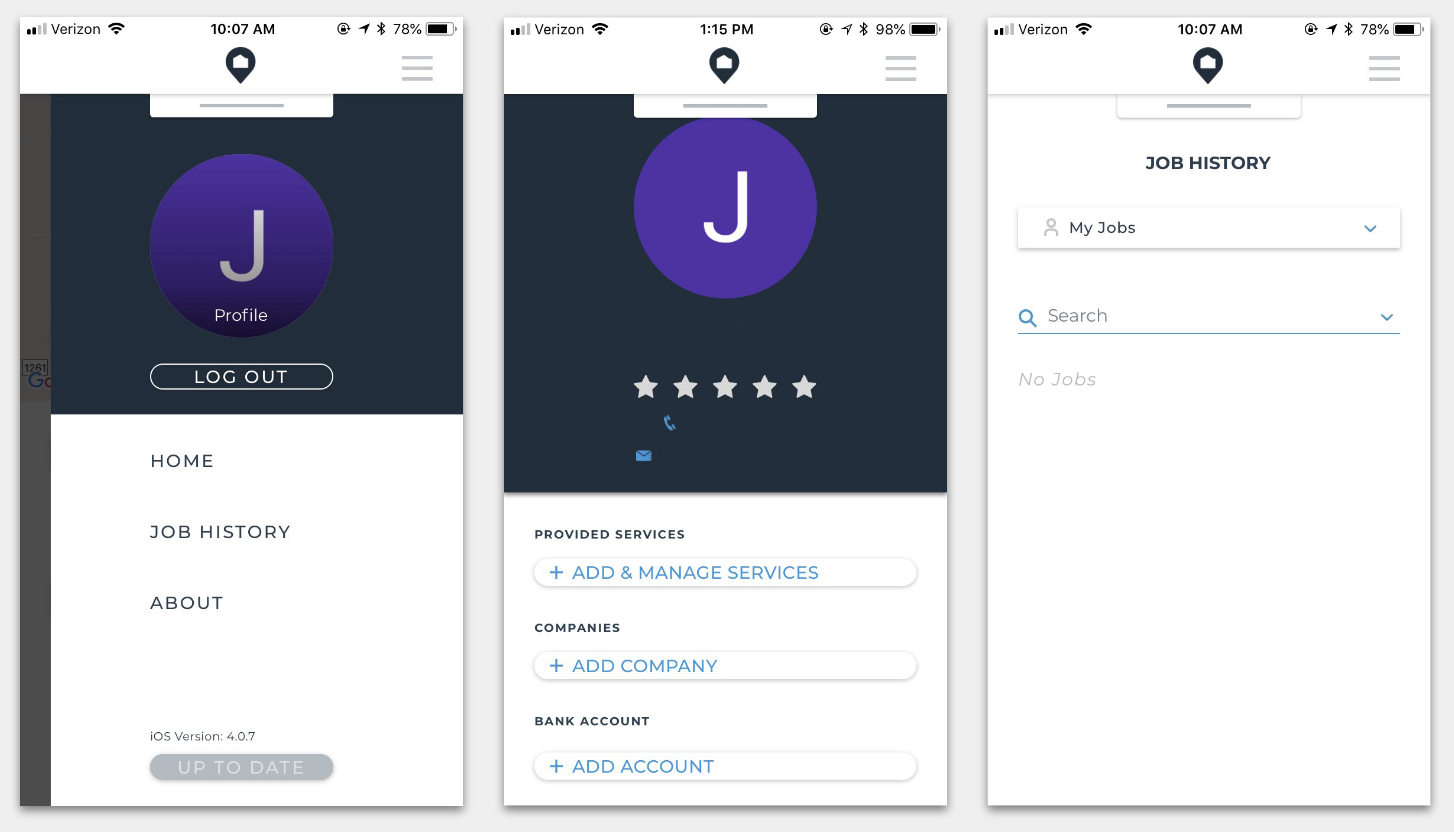 Verizon 10:07 AM 78%
J
Profile
LOG OUT
1261
Go
HOME
JOB HISTORY
ABOUT
iOS Version: 4.0.7
UP TO DATE
Verizon 1:15 PM 98%
J
PROVIDED SERVICES
+ ADD & MANAGE SERVICES
COMPANIES
+ ADD COMPANY
BANK ACCOUNT
+ ADD ACCOUNT
Verizon 10:07 AM 78%
JOB HISTORY
My Jobs
Search
No Jobs